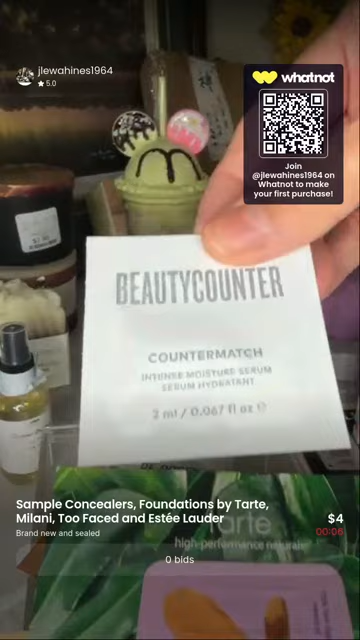 jlewahines1964
5.0
whatnot
Join
@jlewahines1964 on
Whatnot to make
your first purchase!
BEAUTYCOUNTER
COUNTERMATCH
INTENSE MOISTURE SERUM
SERUM HYDRATANT
2 ml / 0.067 fl oz ℮
Sample Concealers, Foundations by Tarte,
Milani, Too Faced and Estée Lauder
$4
Brand new and sealed
00:06
tarte
high-performance naturals
0 bids